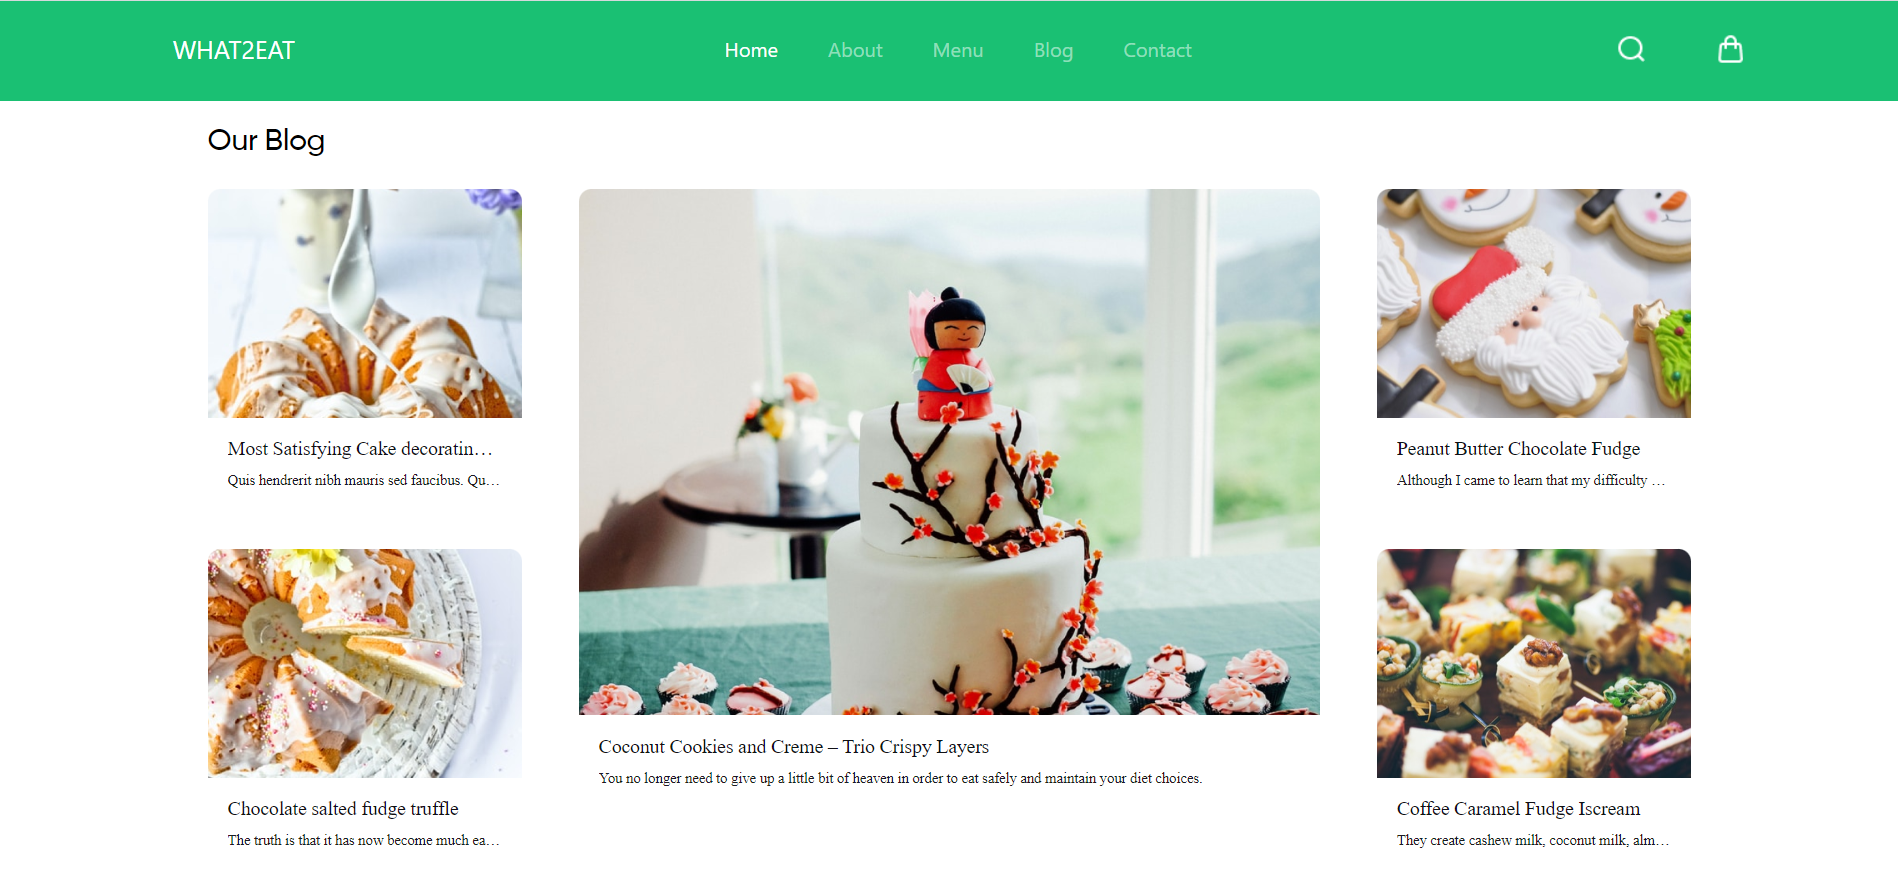 WHAT2EAT
Home About Menu Blog Contact
Our Blog
Most Satisfying Cake decoratin…
Quis hendrerit nibh mauris sed faucibus. Qu…
Chocolate salted fudge truffle
The truth is that it has now become much ea…
Coconut Cookies and Creme – Trio Crispy Layers
You no longer need to give up a little bit of heaven in order to eat safely and maintain your diet choices.
Peanut Butter Chocolate Fudge
Although I came to learn that my difficulty …
Coffee Caramel Fudge Iscream
They create cashew milk, coconut milk, alm…